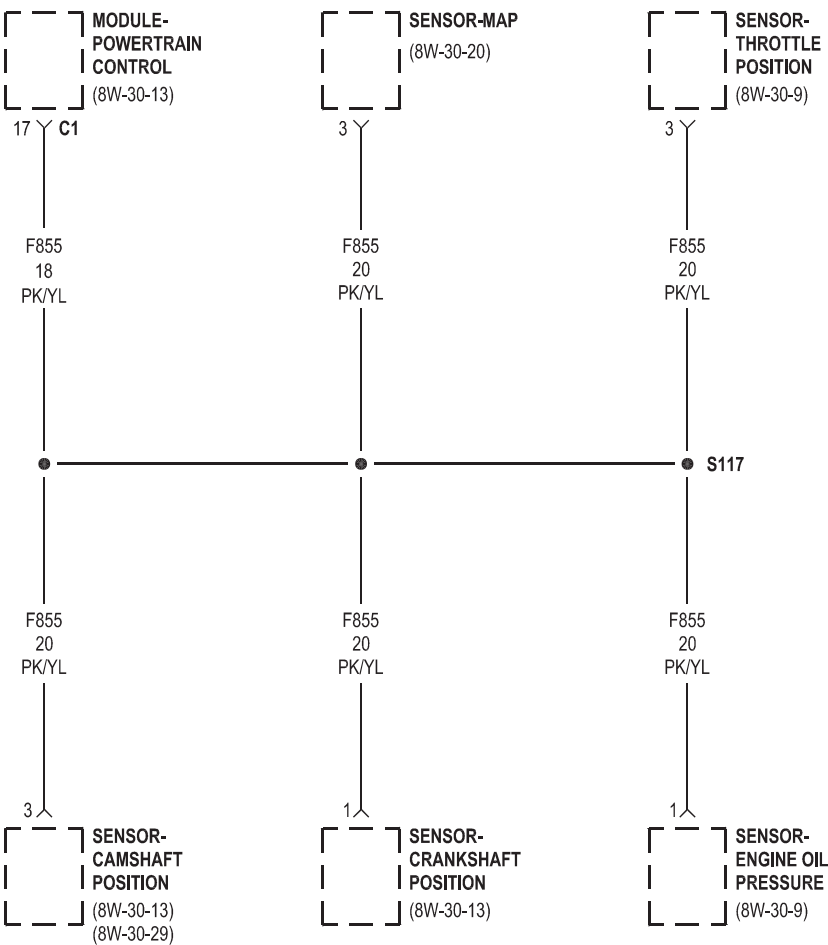 MODULE-
POWERTRAIN
CONTROL
(8W-30-13)
17
C1
SENSOR-MAP
(8W-30-20)
3
SENSOR-
THROTTLE
POSITION
(8W-30-9)
3
F855
18
PK/YL
F855
20
PK/YL
F855
20
PK/YL
S117
F855
20
PK/YL
F855
20
PK/YL
F855
20
PK/YL
3
SENSOR-
CAMSHAFT
POSITION
(8W-30-13)
(8W-30-29)
1
SENSOR-
CRANKSHAFT
POSITION
(8W-30-13)
1
SENSOR-
ENGINE OIL
PRESSURE
(8W-30-9)